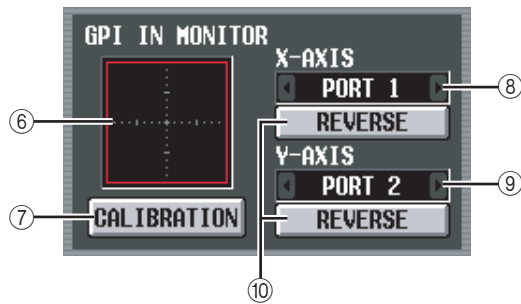 GPI IN MONITOR
X-AXIS
⑥
PORT 1
⑧
REVERSE
Y-AXIS
PORT 2
⑨
⑦
CALIBRATION
REVERSE
⑩